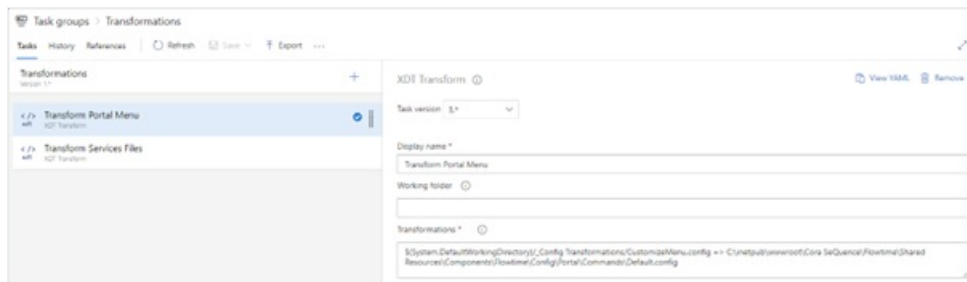 Task groups > Transformations
Tasks History References Refresh Save Export ...
Transformations
Version 1.*
Transform Portal Menu
XDT Transform
Transform Services Files
XDT Transform
XDT Transform
View YAML Remove
Task version 3.*
Display name *
Transform Portal Menu
Working folder
Transformations *
$(System.DefaultWorkingDirectory)/_Config Transformations/CustomizeMenu.config => C:\inetpub\wwwroot\Cora SeQuence\Flowtime\Shared
Resources\Components\Flowtime\Config\Portal\Commands\Default.config